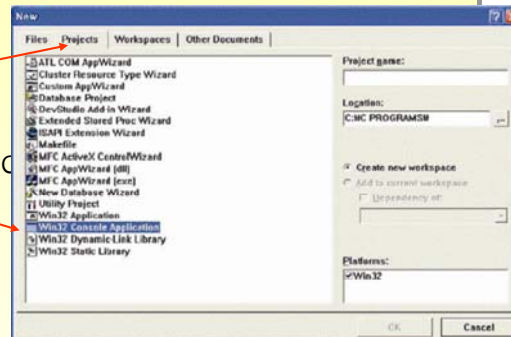 New
Files Projects Workspaces Other Documents
ATL COM AppWizard
Cluster Resource Type Wizard
Custom AppWizard
Database Project
DevStudio Add-in Wizard
Extended Stored Proc Wizard
ISAPI Extension Wizard
Makefile
MFC ActiveX ControlWizard
MFC AppWizard (dll)
MFC AppWizard (exe)
New Database Wizard
Utility Project
Win32 Application
Win32 Console Application
Win32 Dynamic-Link Library
Win32 Static Library
Project name:
Location:
Create new workspace
Add to current workspace
Dependency of:
Platforms:
Win32
OK Cancel